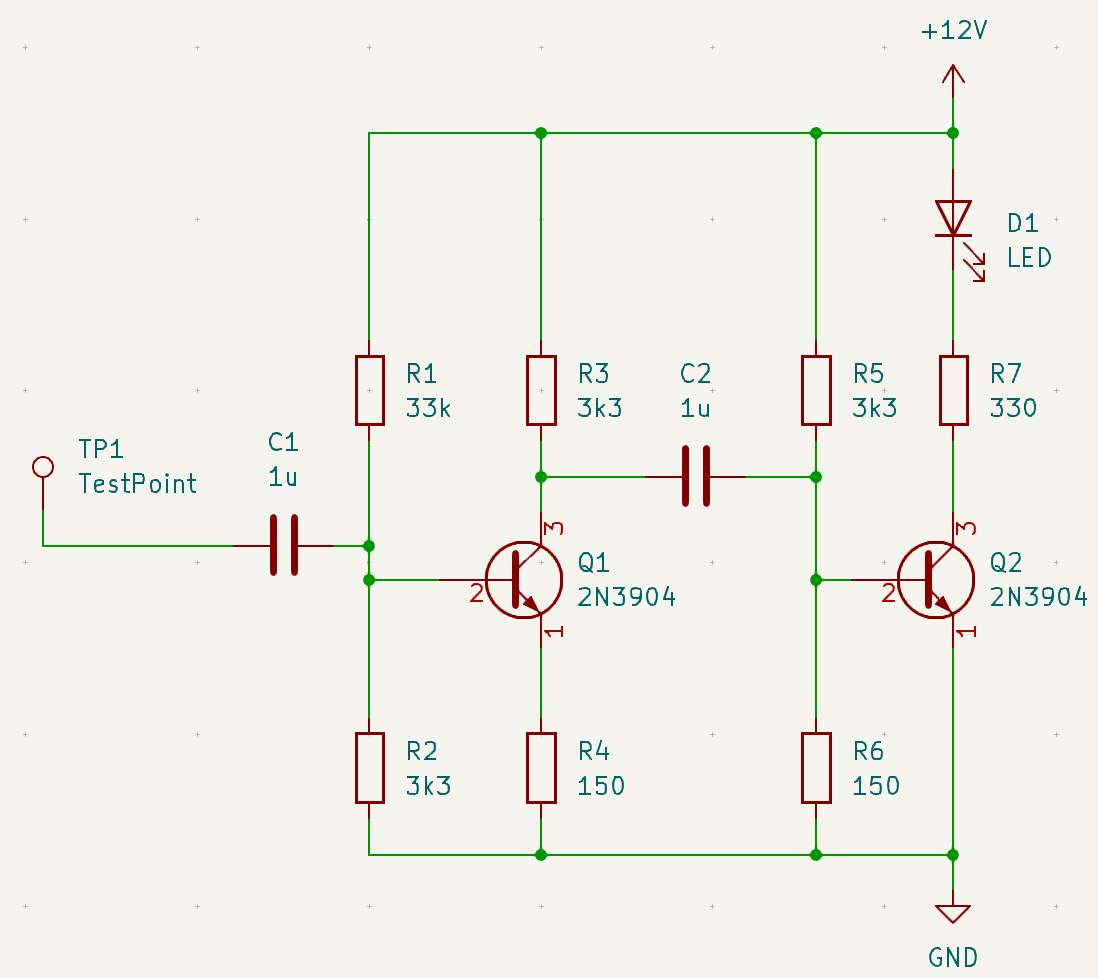 +12V
D1
LED
R1
33k
R3
3k3
C2
1u
R5
3k3
R7
330
TP1
TestPoint
C1
1u
3
3
Q1
2N3904
Q2
2N3904
2
2
1
1
R2
3k3
R4
150
R6
150
GND